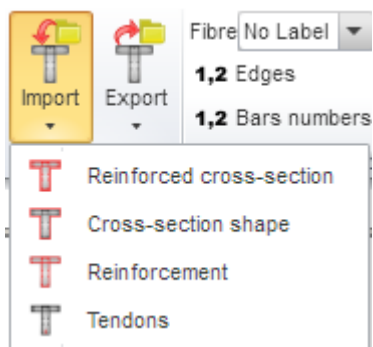 Import
Export
Fibre No Label
1,2 Edges
1,2 Bars numbers
Reinforced cross-section
Cross-section shape
Reinforcement
Tendons